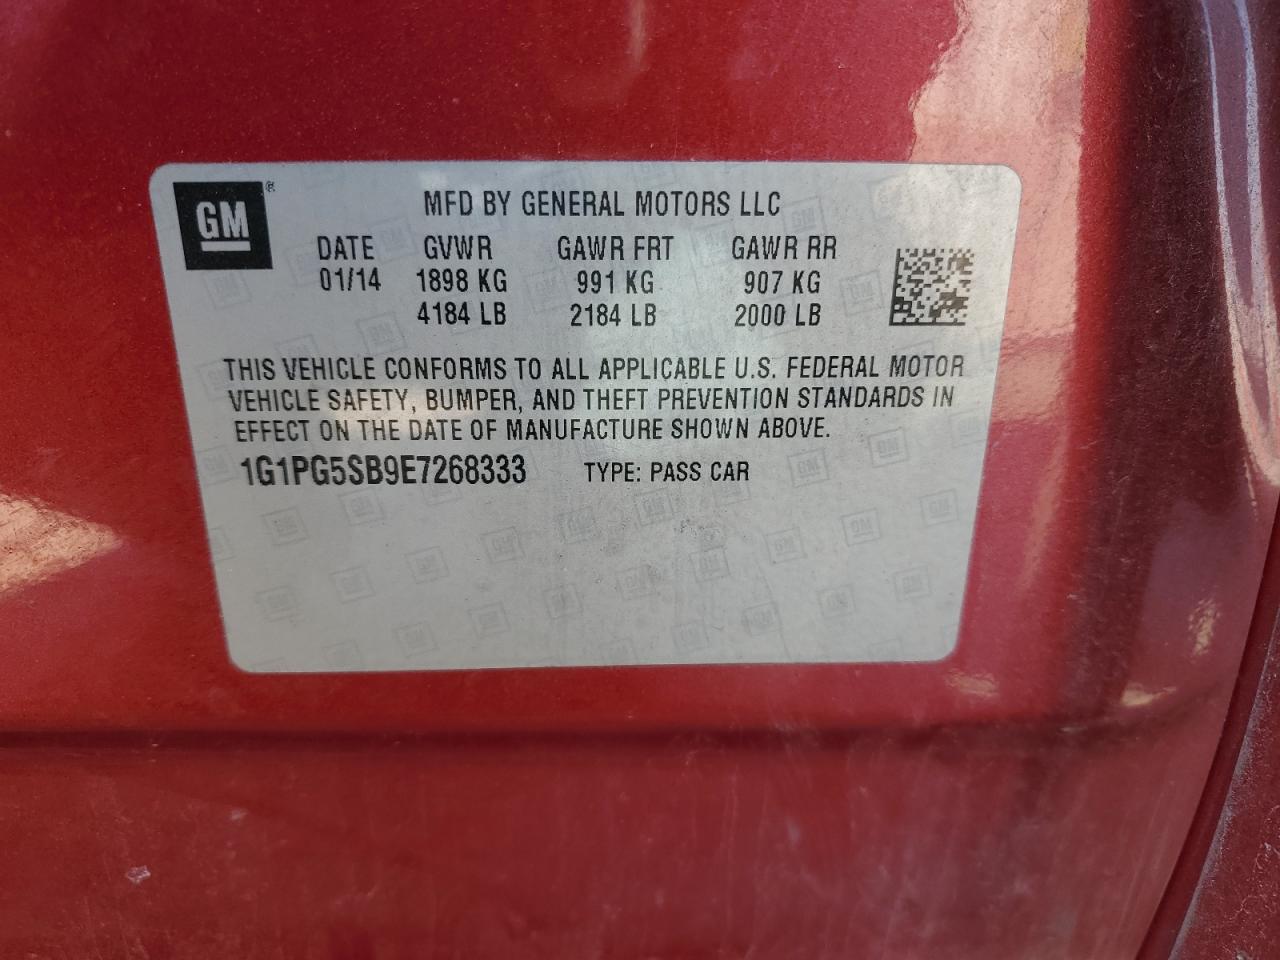 GM®
MFD BY GENERAL MOTORS LLC
DATE GVWR GAWR FRT GAWR RR
01/14 1898 KG 991 KG 907 KG
4184 LB 2184 LB 2000 LB
THIS VEHICLE CONFORMS TO ALL APPLICABLE U.S. FEDERAL MOTOR
VEHICLE SAFETY, BUMPER, AND THEFT PREVENTION STANDARDS IN
EFFECT ON THE DATE OF MANUFACTURE SHOWN ABOVE.
1G1PG5SB9E7268333 TYPE: PASS CAR